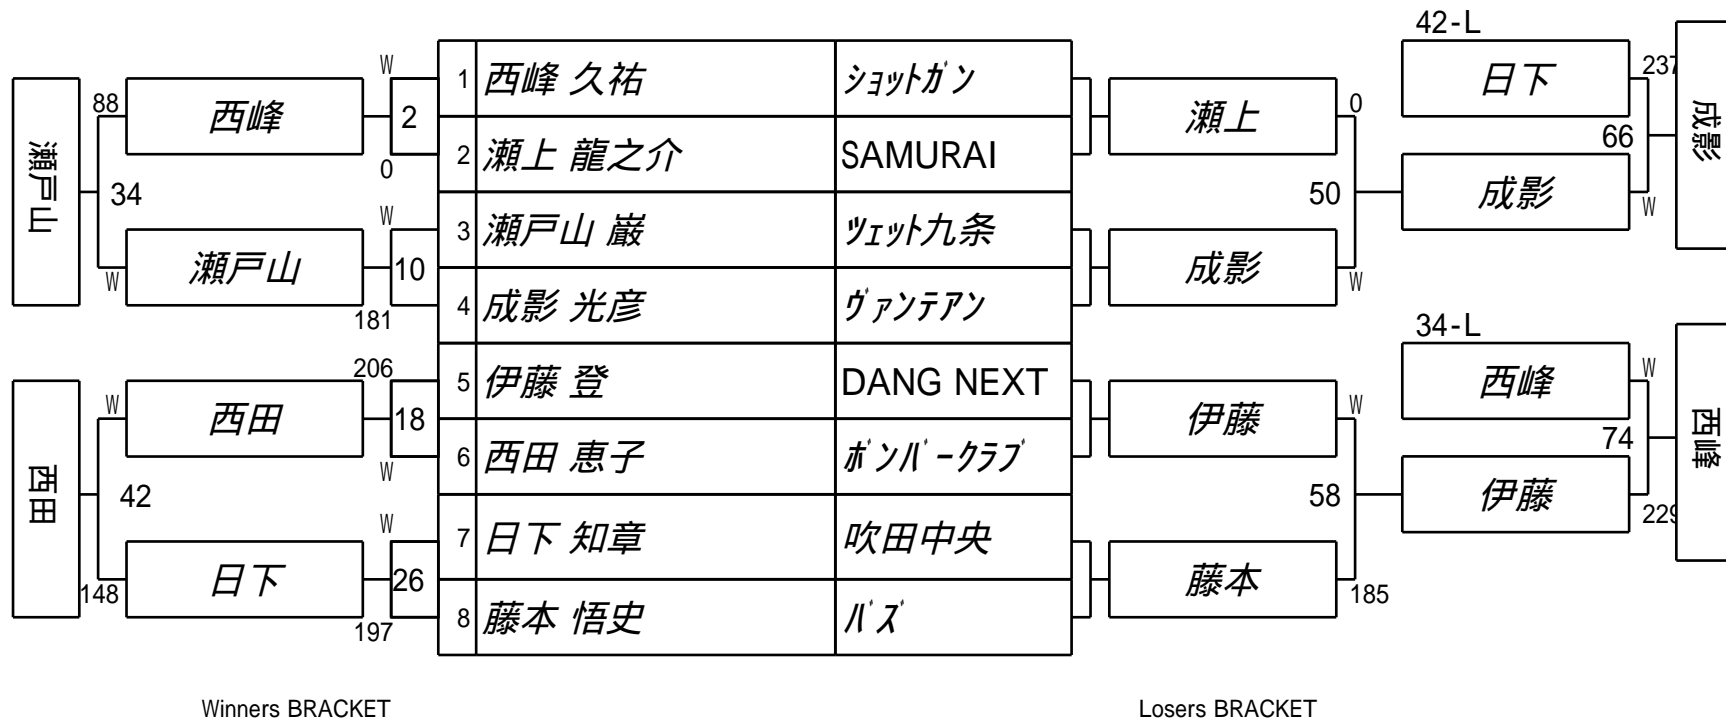 42-L
W
1 西峰 久祐 ショットガン
日下 237
88 西峰 2
瀬上 0
成影
0
2 瀬上 龍之介 SAMURAI
66
瀬戸山 34
50
成影 W
W
3 瀬戸山 巌 ツェット九条
瀬戸山 10
W
成影 W
181
4 成影 光彦 ヴァンテアン
34-L
206
5 伊藤 登 DANG NEXT
西峰 W
W 西田 18
伊藤 W
74
西峰
W
6 西田 恵子 ボンバークラブ
西田 42
58
伊藤 229
W
7 日下 知章 吹田中央
148 日下 26
藤本 185
197
8 藤本 悟史 バズ
Winners BRACKET
Losers BRACKET